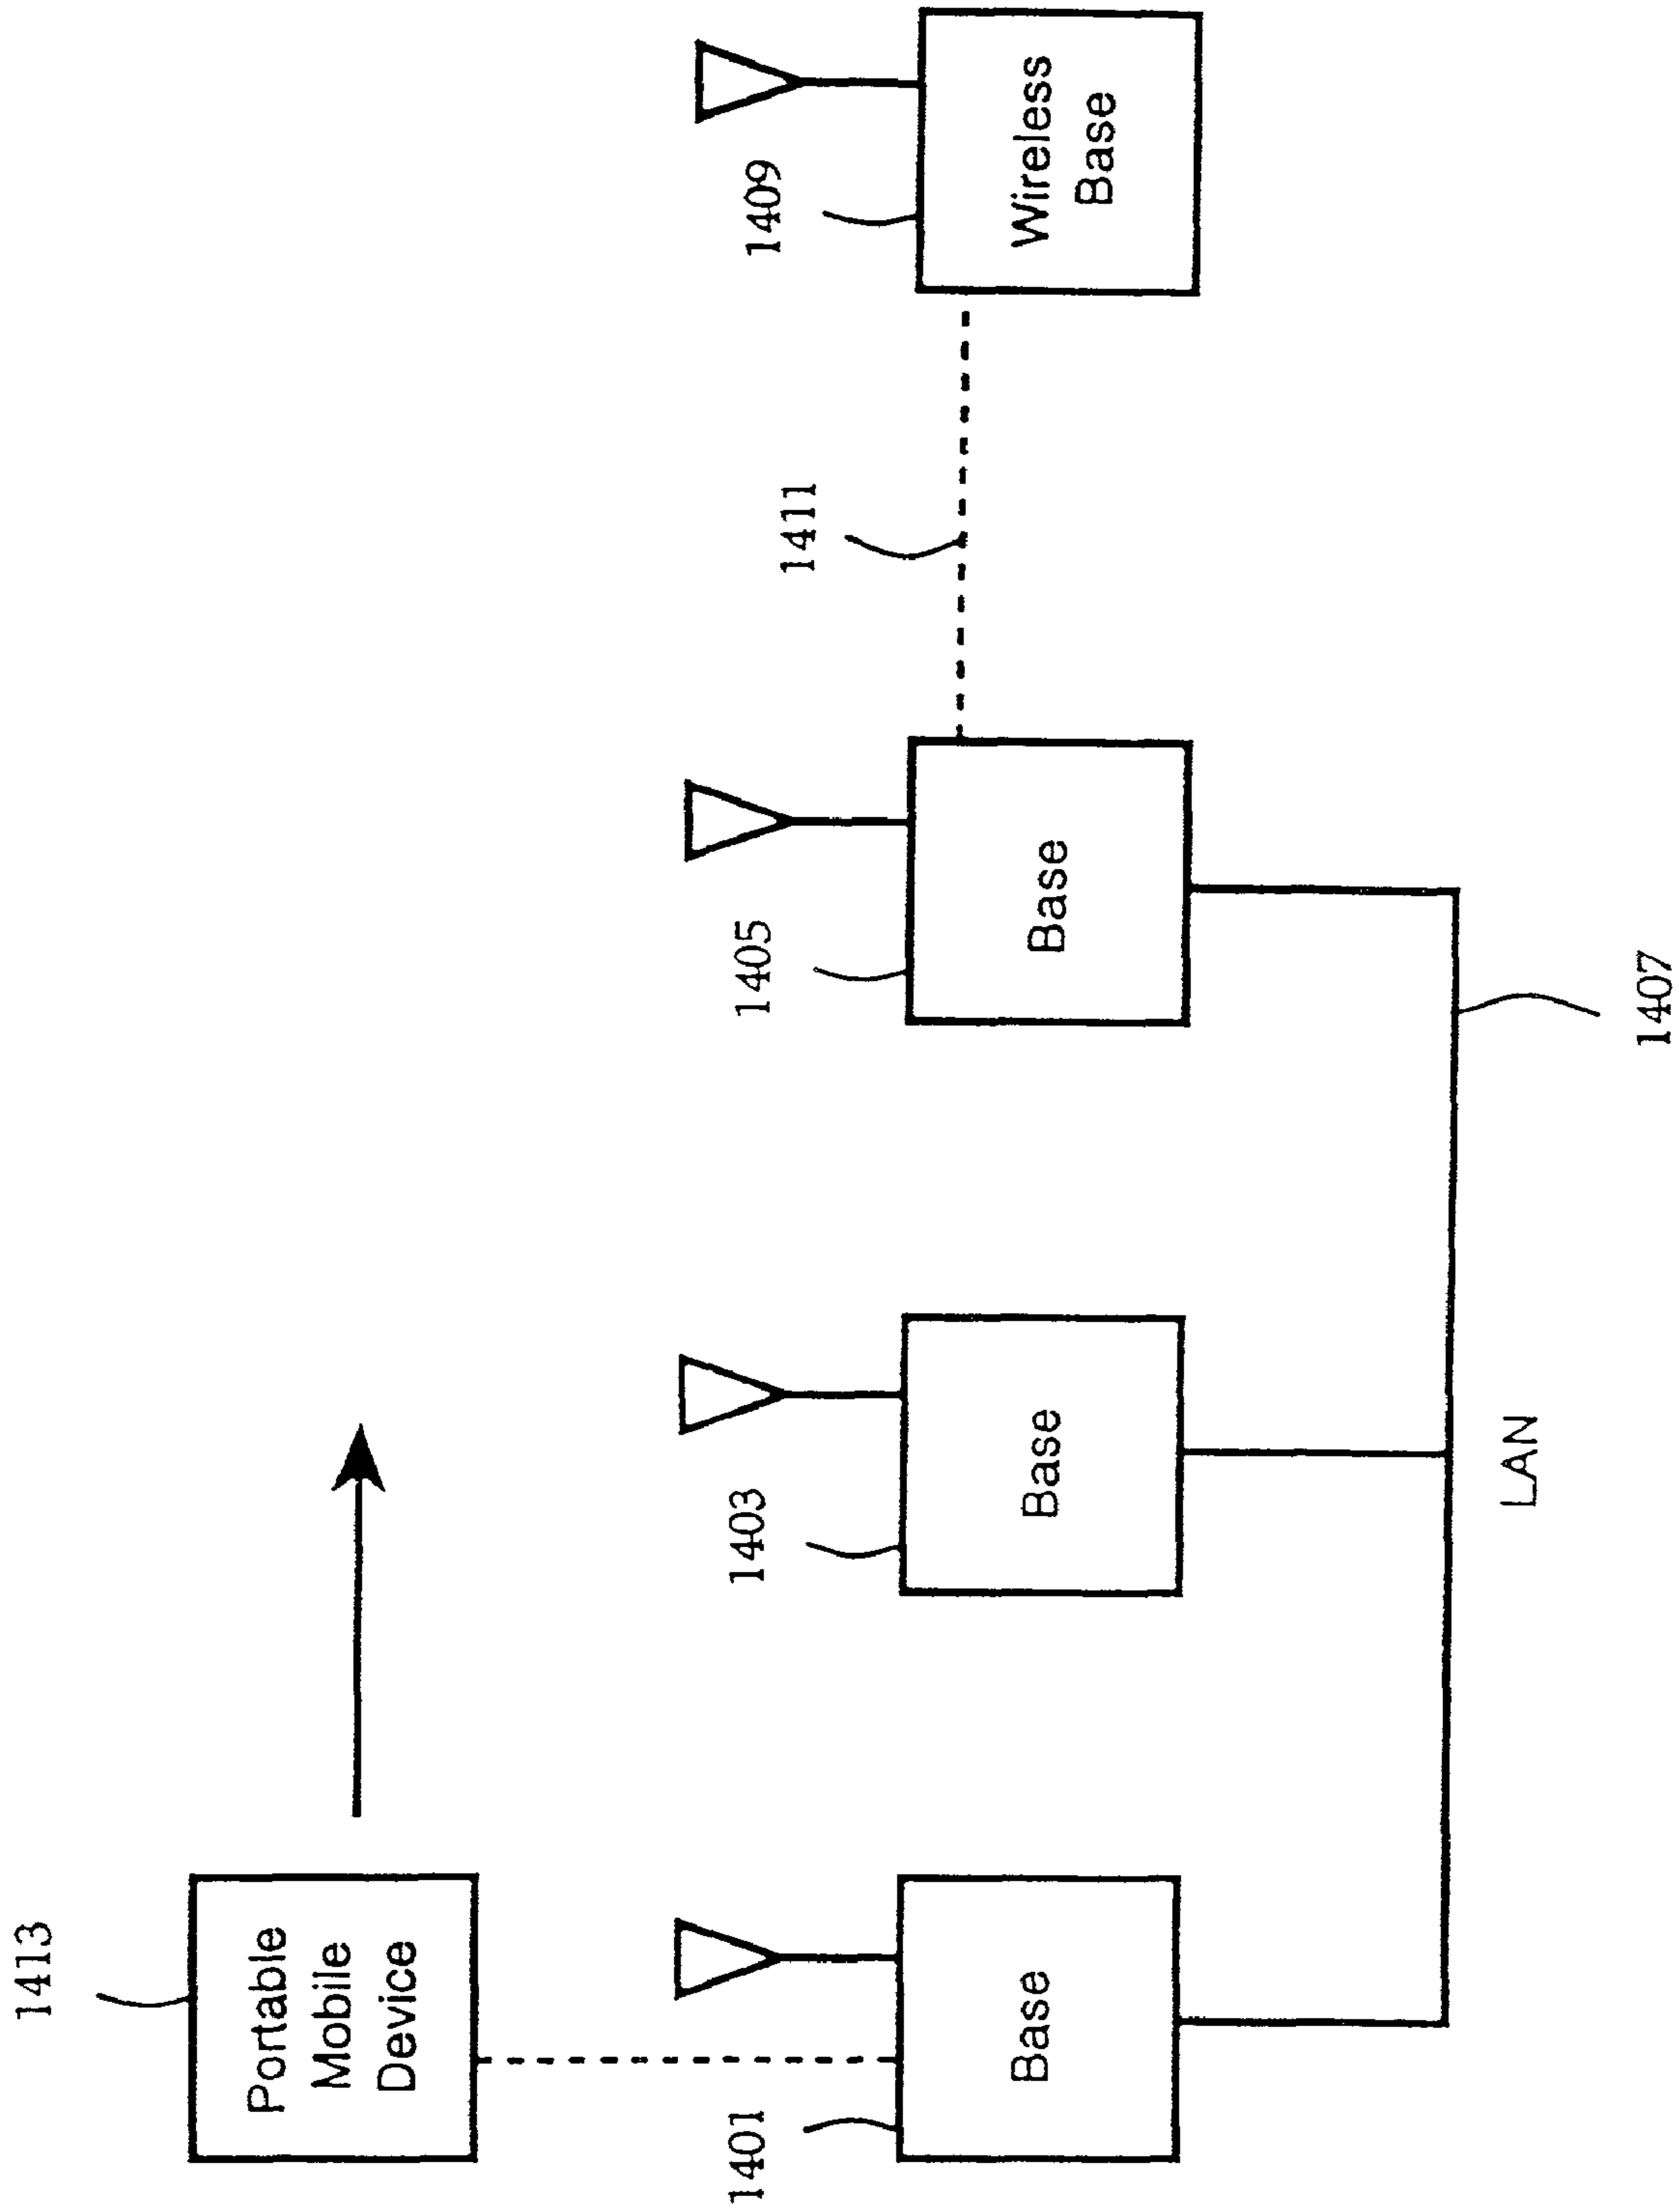 1413
Portable
Mobile
Device
1401
Base
1403
Base
1405
Base
1411
1409
Wireless
Base
LAN
1407